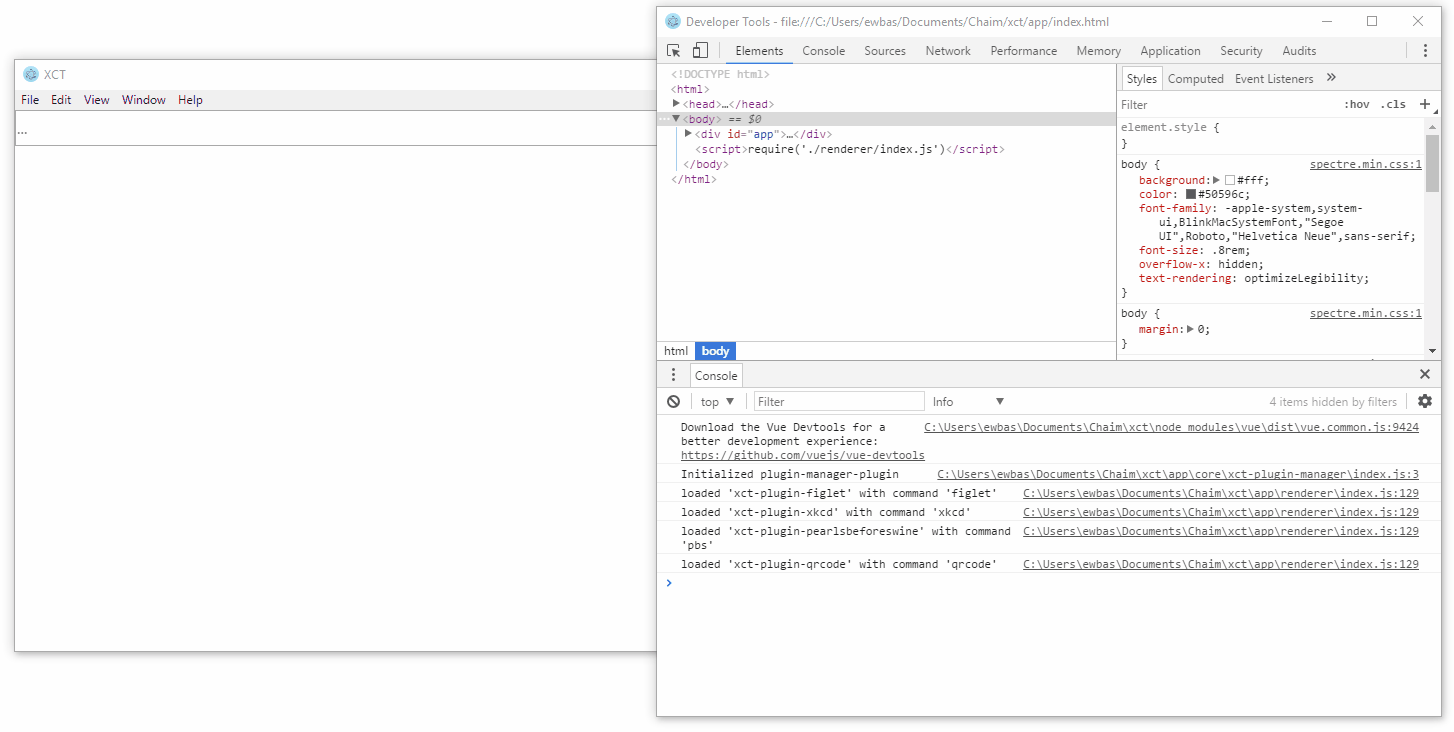 XCT
File Edit View Window Help
...
Developer Tools - file:///C:/Users/ewbas/Documents/Chaim/xct/app/index.html
Elements Console Sources Network Performance Memory Application Security Audits
<!DOCTYPE html>
<html>
<head>…</head>
<body> == $0
<div id="app">…</div>
<script>require('./renderer/index.js')</script>
</body>
</html>
html body
Styles Computed Event Listeners »
Filter :hov .cls +
element.style {
}
body { spectre.min.css:1
background: #fff;
color: #50596c;
font-family: -apple-system,system-
ui,BlinkMacSystemFont,"Segoe
UI",Roboto,"Helvetica Neue",sans-serif;
font-size: .8rem;
overflow-x: hidden;
text-rendering: optimizeLegibility;
}
body { spectre.min.css:1
margin: 0;
}
Console
top Filter Info 4 items hidden by filters
Download the Vue Devtools for a C:\Users\ewbas\Documents\Chaim\xct\node_modules\vue\dist\vue.common.js:9424
better development experience:
https://github.com/vuejs/vue-devtools
Initialized plugin-manager-plugin C:\Users\ewbas\Documents\Chaim\xct\app\core\xct-plugin-manager\index.js:3
loaded 'xct-plugin-figlet' with command 'figlet' C:\Users\ewbas\Documents\Chaim\xct\app\renderer\index.js:129
loaded 'xct-plugin-xkcd' with command 'xkcd' C:\Users\ewbas\Documents\Chaim\xct\app\renderer\index.js:129
loaded 'xct-plugin-pearlsbeforeswine' with command C:\Users\ewbas\Documents\Chaim\xct\app\renderer\index.js:129
'pbs'
loaded 'xct-plugin-qrcode' with command 'qrcode' C:\Users\ewbas\Documents\Chaim\xct\app\renderer\index.js:129